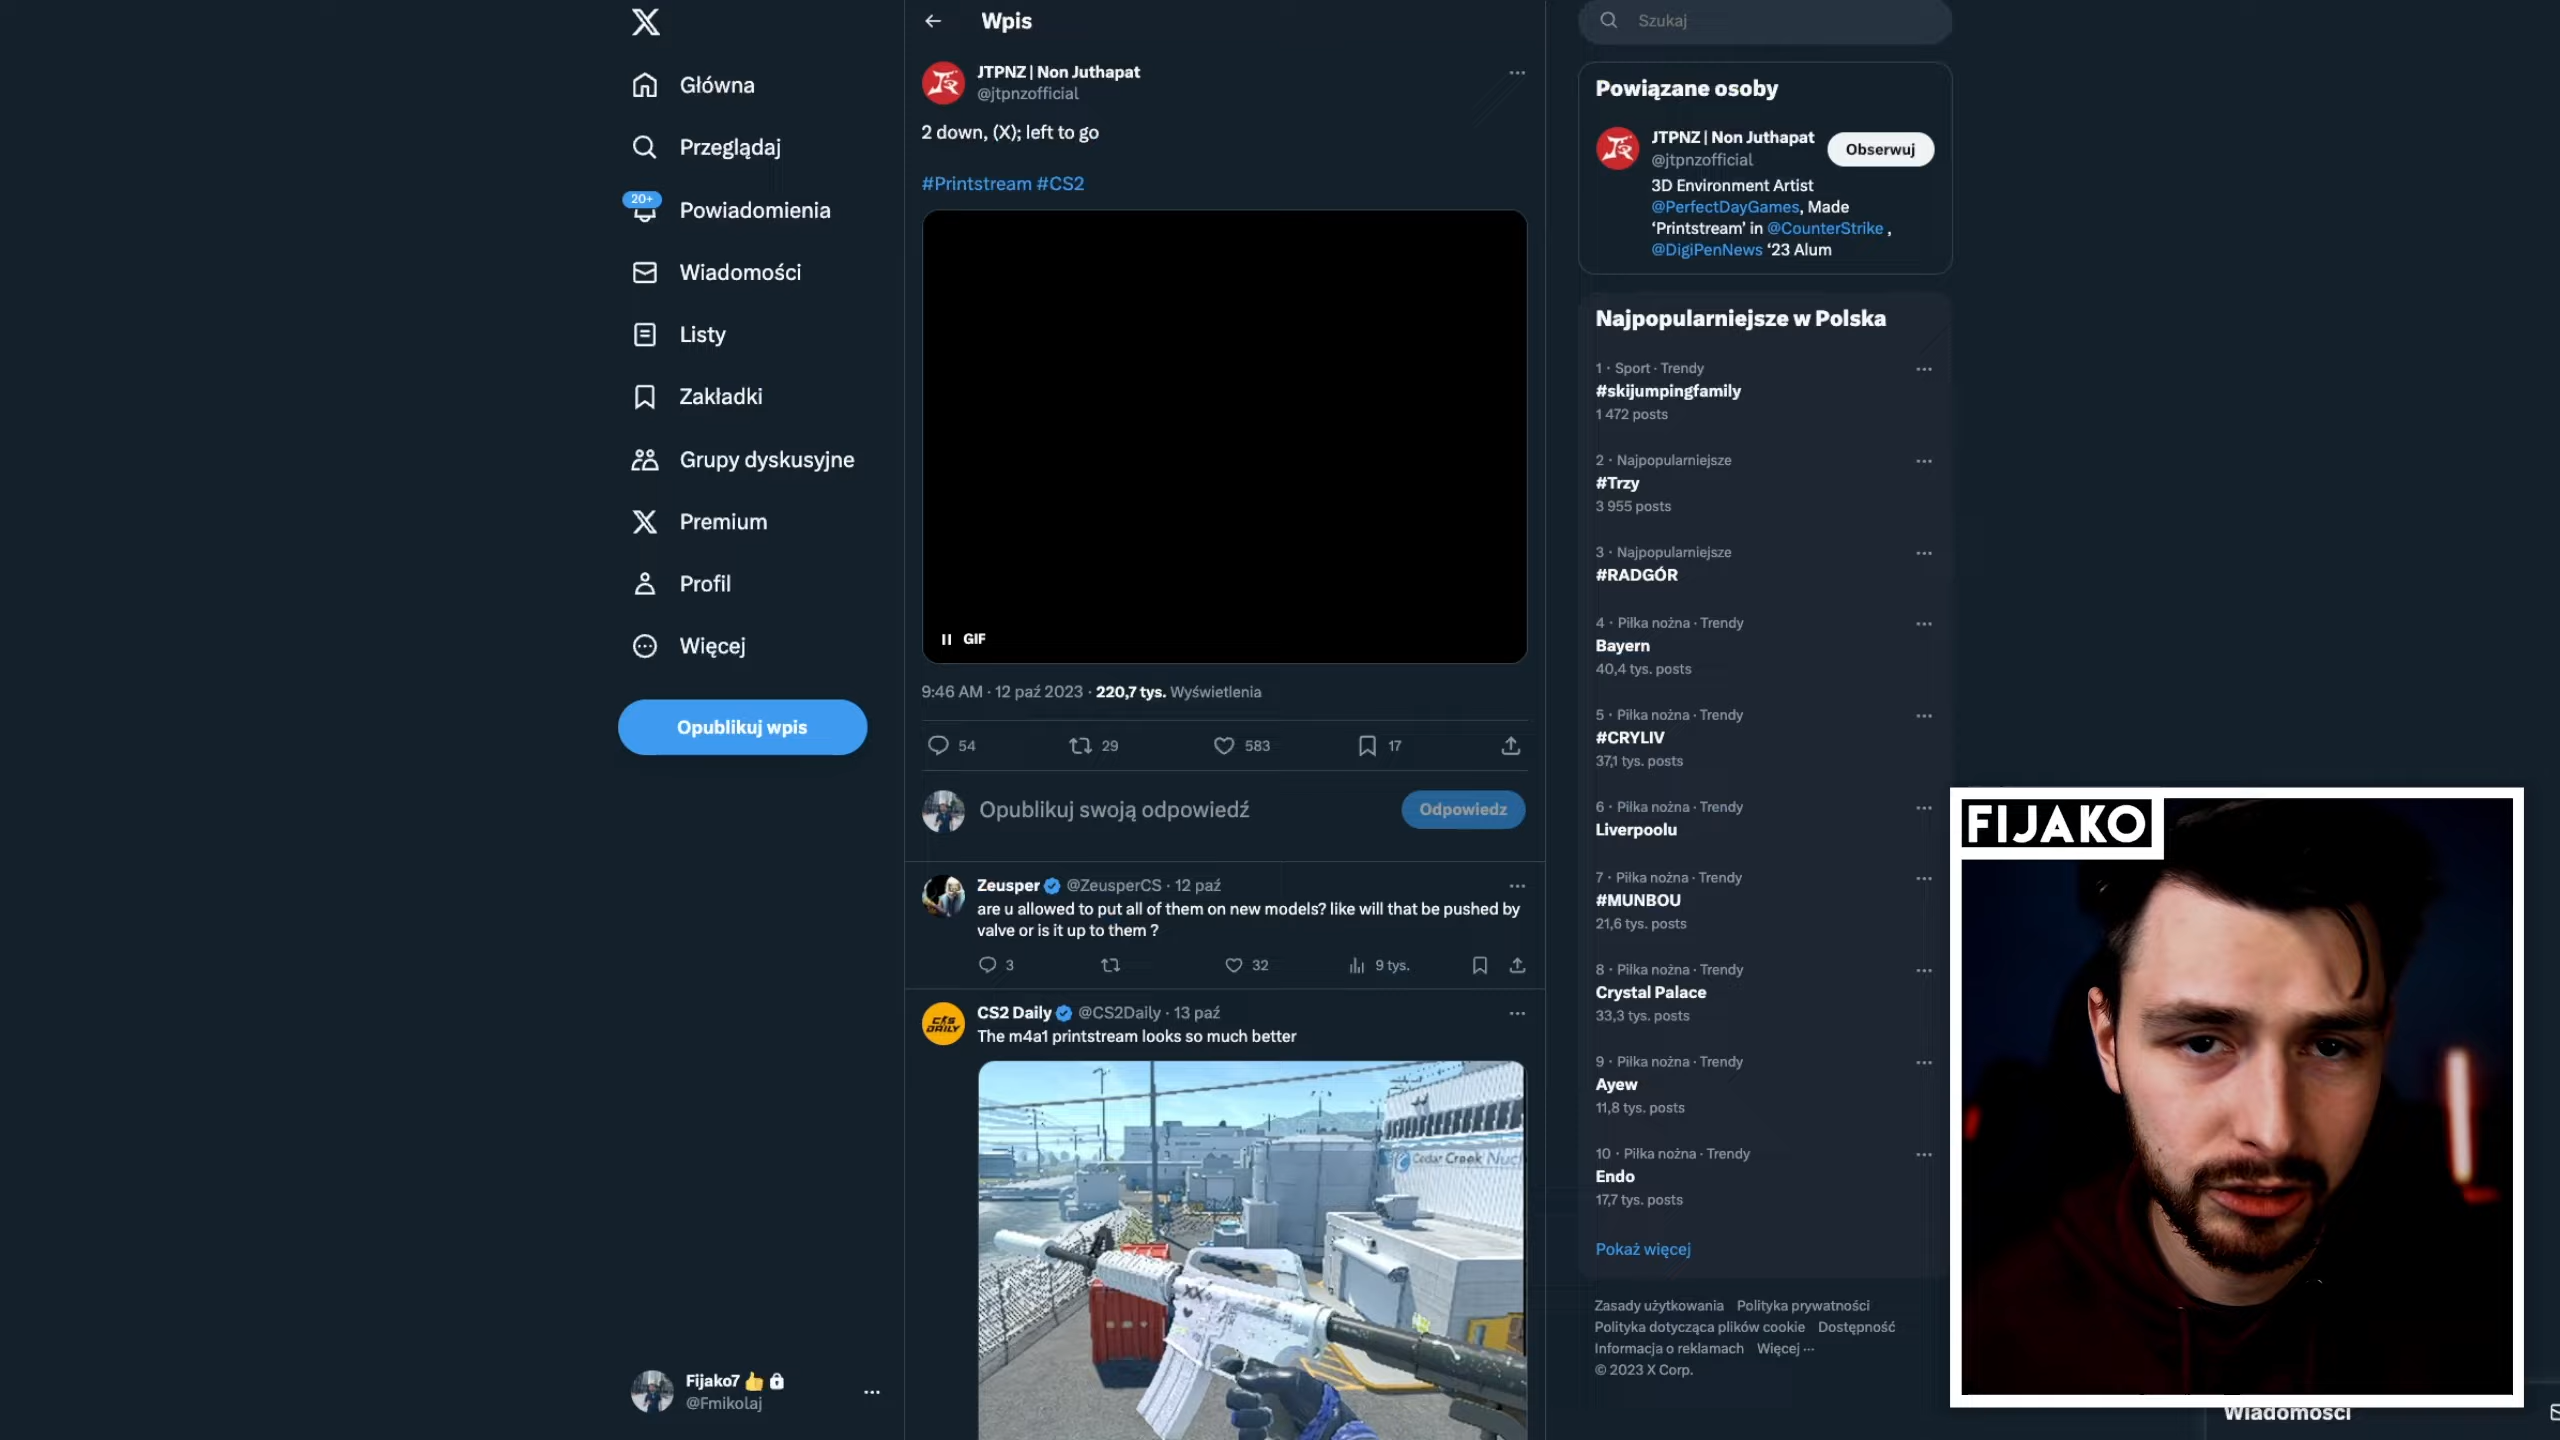 Główna
Przeglądaj
20+
Powiadomienia
Wiadomości
Listy
Zakładki
Grupy dyskusyjne
Premium
Profil
Więcej
Opublikuj wpis
Fijako7 👍
@Fmikolaj
Wpis
JTPNZ | Non Juthapat
@jtpnzofficial
2 down, (X); left to go
#Printstream #CS2
GIF
9:46 AM · 12 paź 2023 · 220,7 tys. Wyświetlenia
54 29 583 17
Opublikuj swoją odpowiedź
Odpowiedz
Zeusper @ZeusperCS · 12 paź
are u allowed to put all of them on new models? like will that be pushed by
valve or is it up to them ?
3 32 9 tys.
CS2 Daily @CS2Daily · 13 paź
The m4a1 printstream looks so much better
CS DAILY
Cedar Creek Nucl
XX
Szukaj
Powiązane osoby
JTPNZ | Non Juthapat
@jtpnzofficial
Obserwuj
3D Environment Artist
@PerfectDayGames, Made
‘Printstream’ in @CounterStrike ,
@DigiPenNews ‘23 Alum
Najpopularniejsze w Polska
1 · Sport · Trendy
#skijumpingfamily
1 472 posts
2 · Najpopularniejsze
#Trzy
3 955 posts
3 · Najpopularniejsze
#RADGÓR
4 · Piłka nożna · Trendy
Bayern
40,4 tys. posts
5 · Piłka nożna · Trendy
#CRYLIV
37,1 tys. posts
6 · Piłka nożna · Trendy
Liverpoolu
7 · Piłka nożna · Trendy
#MUNBOU
21,6 tys. posts
8 · Piłka nożna · Trendy
Crystal Palace
33,3 tys. posts
9 · Piłka nożna · Trendy
Ayew
11,8 tys. posts
10 · Piłka nożna · Trendy
Endo
17,7 tys. posts
Pokaż więcej
Zasady użytkowania Polityka prywatności
Polityka dotycząca plików cookie Dostępność
Informacja o reklamach Więcej ···
© 2023 X Corp.
FIJAKO
Wiadomości